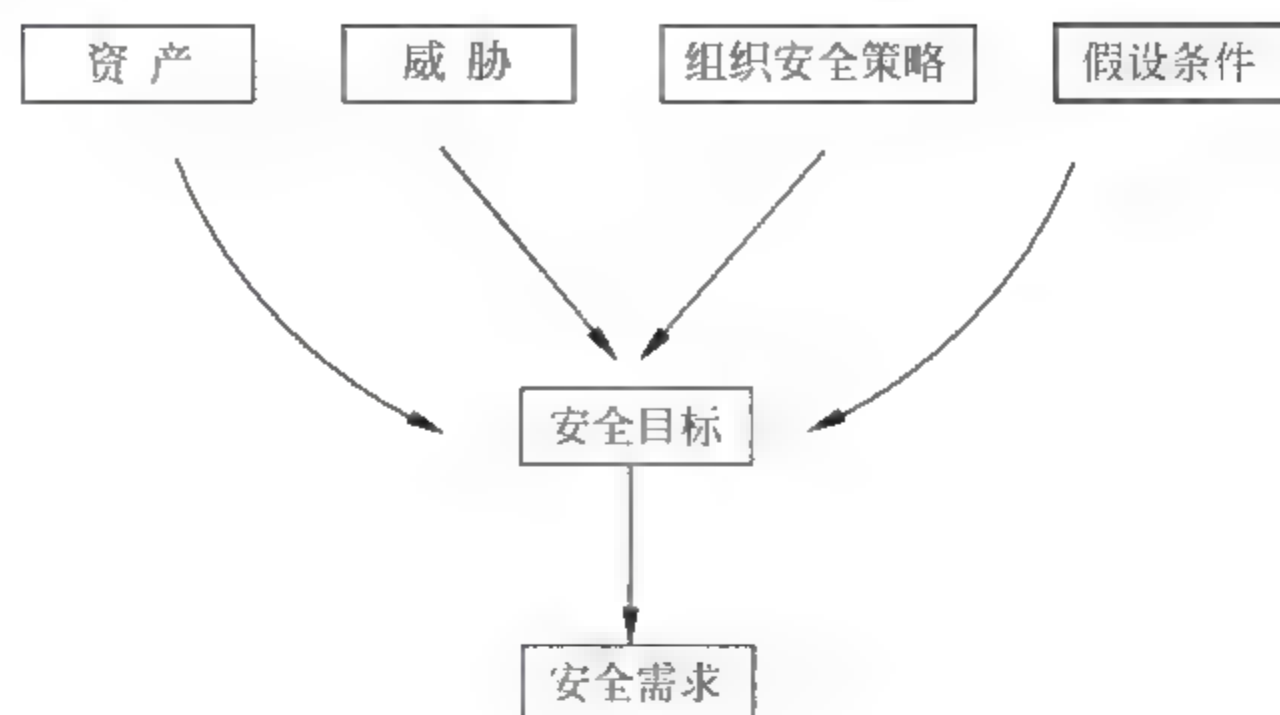 资产
威胁
组织安全策略
假设条件
安全目标
安全需求